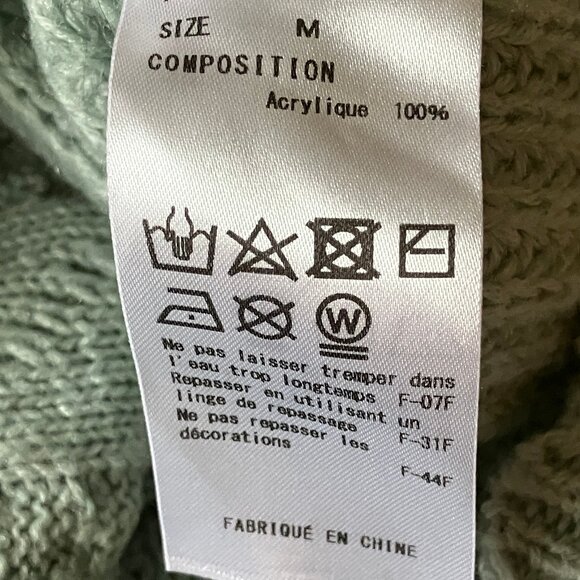 SIZE M
COMPOSITION
Acrylique 100%
W
Ne pas laisser tremper dans
l'eau trop longtemps F-07F
Repasser en utilisant un
linge de repassage F-31F
Ne pas repasser les
décorations F-44F
FABRIQUÉ EN CHINE